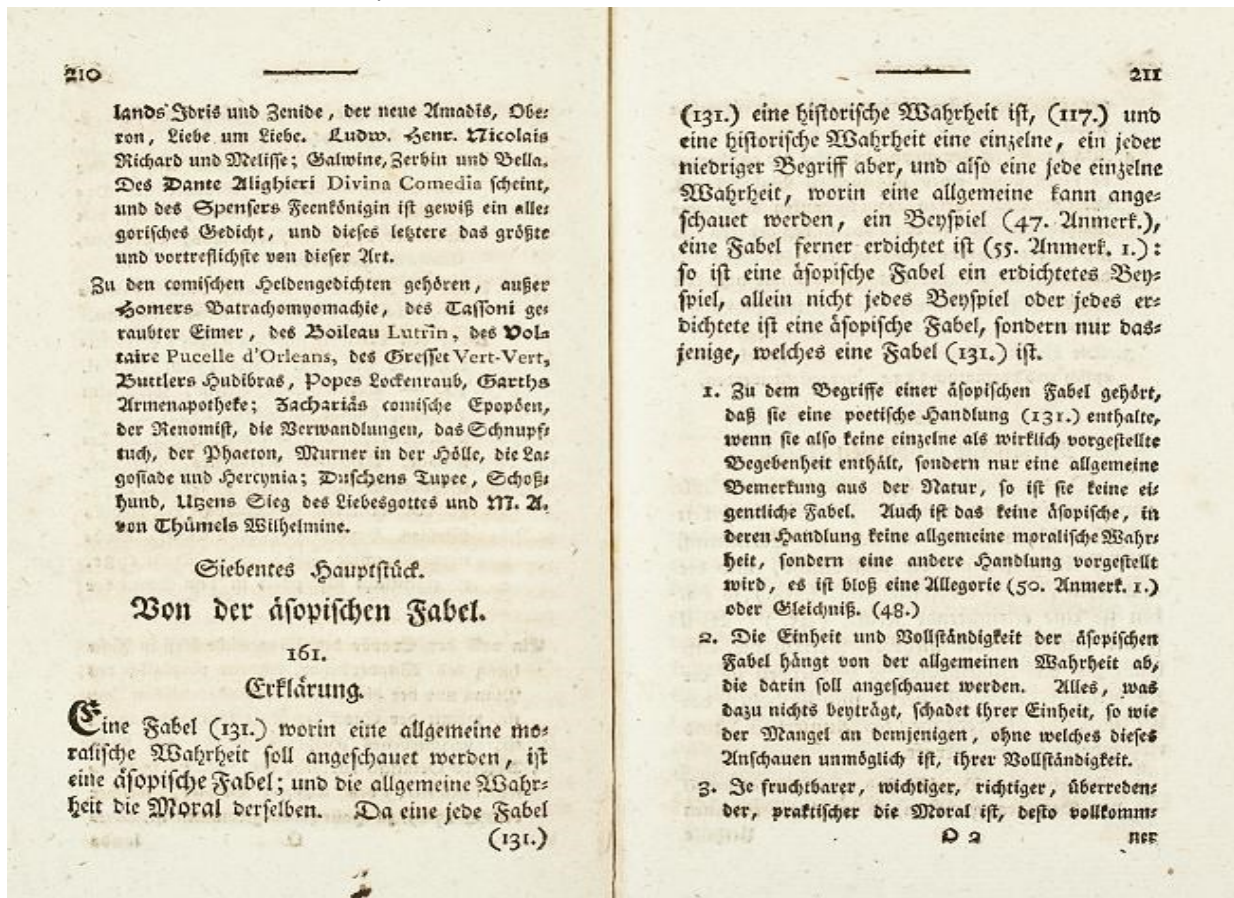 210
lands Idris und Zenide, der neue Amadis, Obe-
ron, Liebe um Liebe. Ludw. Henr. Nicolais
Richard und Melisse; Galwine, Zerbin und Bella.
Des Dante Alighieri Divina Comedia scheint,
und des Spensers Feenkönigin ist gewiß ein alle-
gorisches Gedicht, und dieses letztere das größte
und vortreflichste von dieser Art.
Zu den comischen Heldengedichten gehören, außer
Homers Batrachomyomachie, des Tassoni ge-
raubter Eimer, des Boileau Lutrin, des Vol-
taire Pucelle d'Orleans, des Gresset Vert-Vert,
Buttlers Hudibras, Popes Lockenraub, Garths
Armenapotheke; Zachariäs comische Epopöen,
der Renomist, die Verwandlungen, das Schnupf-
tuch, der Phaeton, Murner in der Hölle, die La-
gosiade und Hercynia; Duschens Tupee, Schoß-
hund, Utzens Sieg des Liebesgottes und M. A.
von Thümels Wilhelmine.
Siebentes Hauptstück.
Von der äsopischen Fabel.
161.
Erklärung.
Eine Fabel (131.) worin eine allgemeine mo-
ralische Wahrheit soll angeschauet werden, ist
eine äsopische Fabel; und die allgemeine Wahr-
heit die Moral derselben. Da eine jede Fabel
(131.)
211
(131.) eine historische Wahrheit ist, (117.) und
eine historische Wahrheit eine einzelne, ein jeder
niedriger Begriff aber, und also eine jede einzelne
Wahrheit, worin eine allgemeine kann ange-
schauet werden, ein Beyspiel (47. Anmerk.),
eine Fabel ferner erdichtet ist (55. Anmerk. 1.):
so ist eine äsopische Fabel ein erdichtetes Bey-
spiel, allein nicht jedes Beyspiel oder jedes er-
dichtete ist eine äsopische Fabel, sondern nur das-
jenige, welches eine Fabel (131.) ist.
1. Zu dem Begriffe einer äsopischen Fabel gehört,
daß sie eine poetische Handlung (131.) enthalte,
wenn sie also keine einzelne als wirklich vorgestellte
Begebenheit enthält, sondern nur eine allgemeine
Bemerkung aus der Natur, so ist sie keine ei-
gentliche Fabel. Auch ist das keine äsopische, in
deren Handlung keine allgemeine moralische Wahr-
heit, sondern eine andere Handlung vorgestellt
wird, es ist bloß eine Allegorie (50. Anmerk. 1.)
oder Gleichniß. (48.)
2. Die Einheit und Vollständigkeit der äsopischen
Fabel hängt von der allgemeinen Wahrheit ab,
die darin soll angeschauet werden. Alles, was
dazu nichts beyträgt, schadet ihrer Einheit, so wie
der Mangel an demjenigen, ohne welches dieses
Anschauen unmöglich ist, ihrer Vollständigkeit.
3. Je fruchtbarer, wichtiger, richtiger, überreden-
der, praktischer die Moral ist, desto vollkomm-
O 2
ner